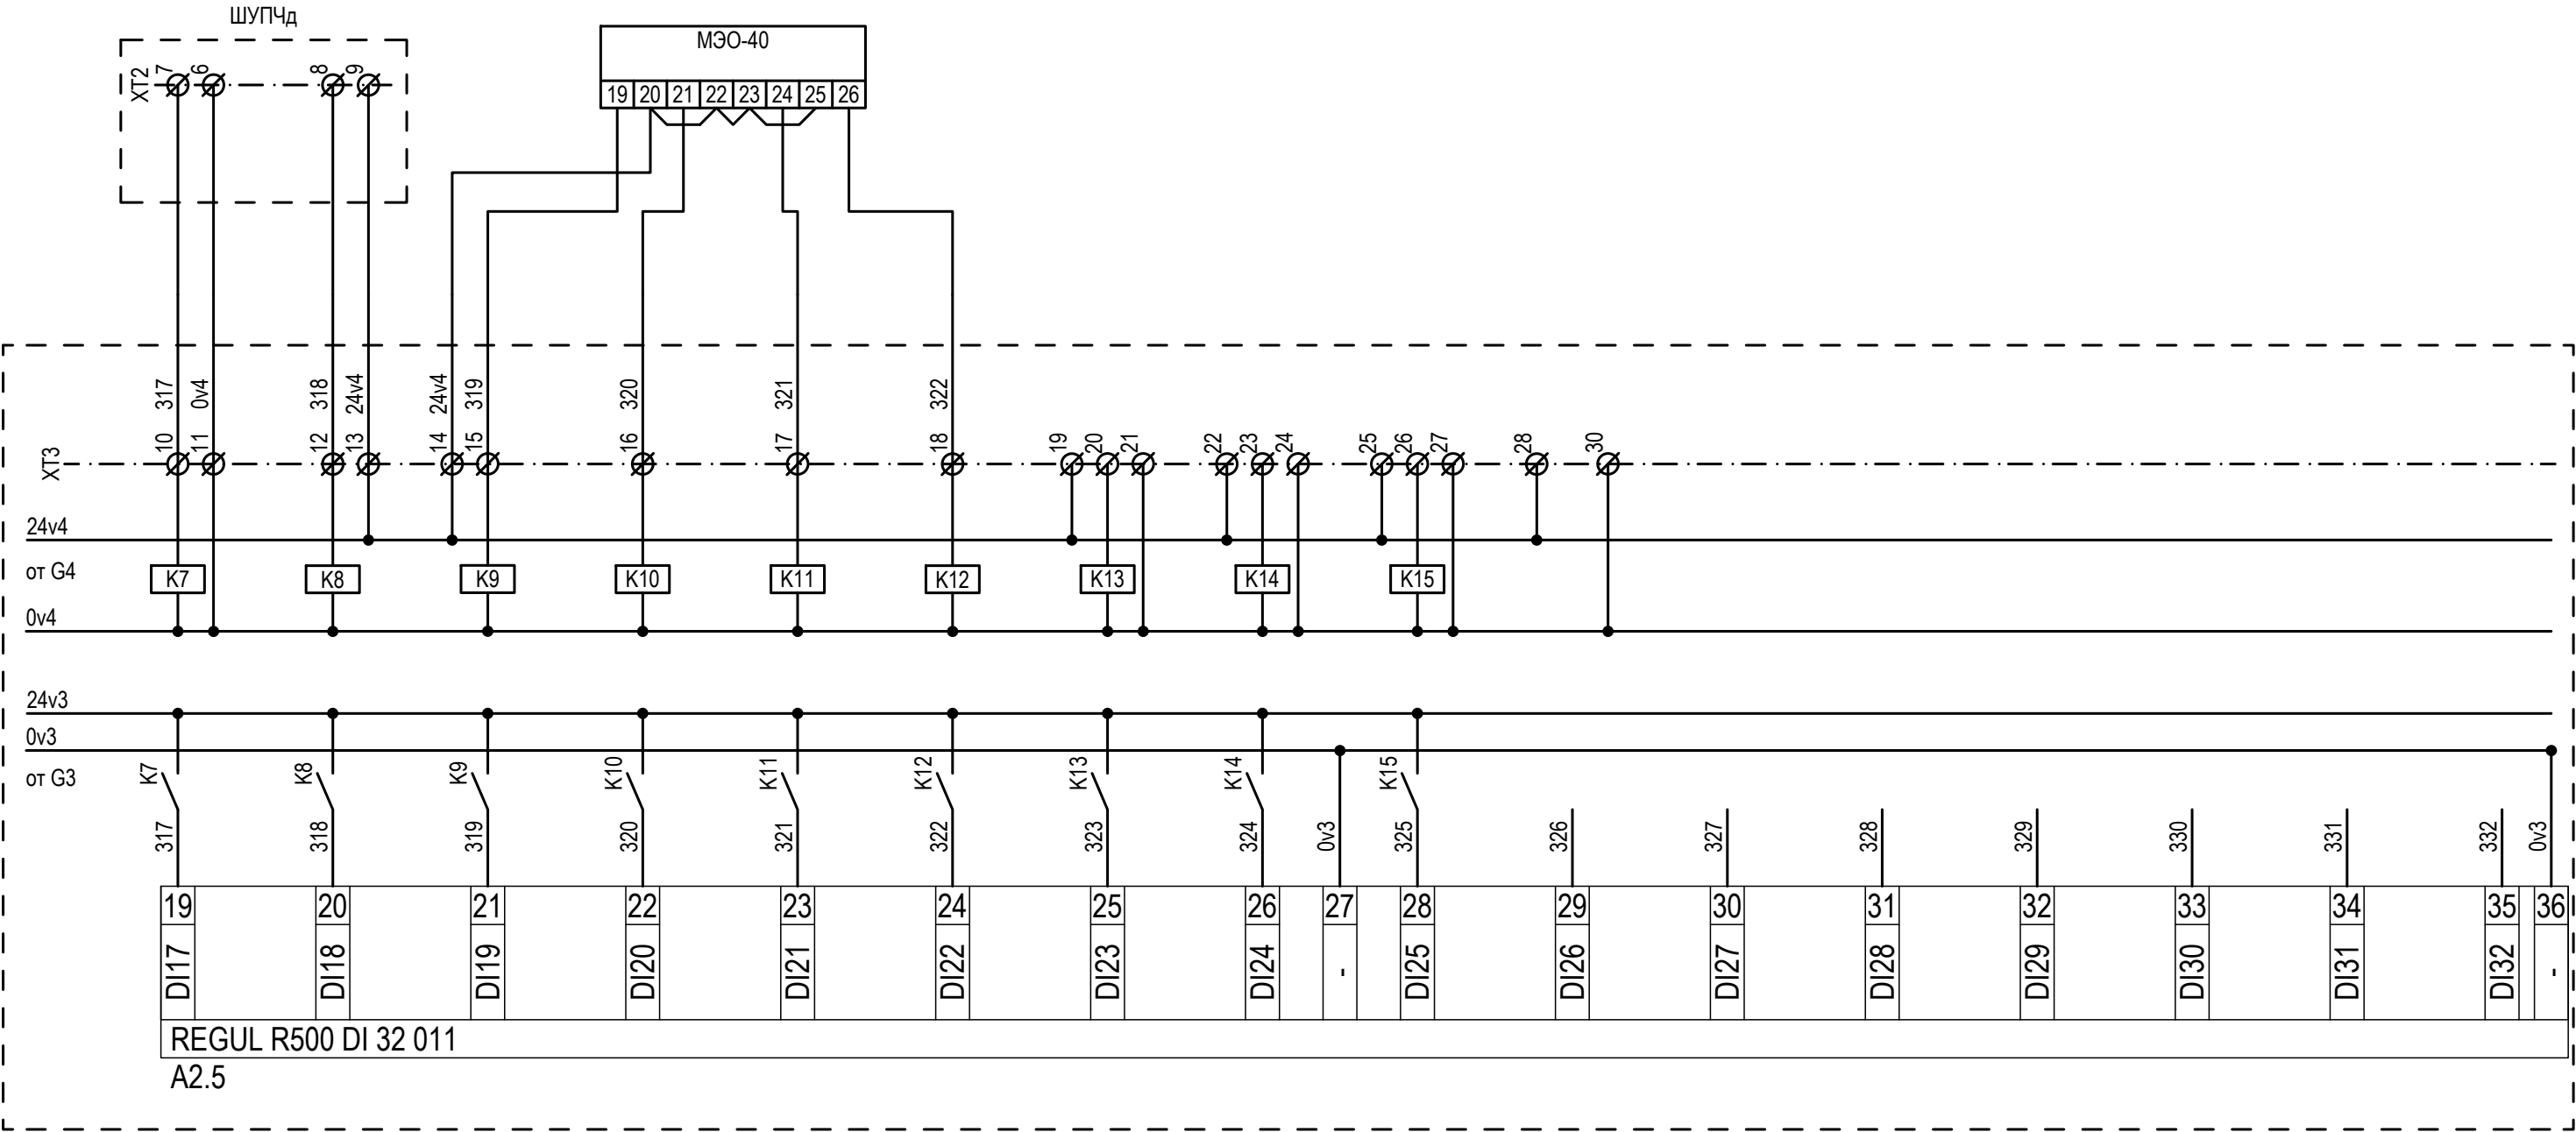 ШУПЧд
МЭО-40
XT2
7 6 8 9
19 20 21 22 23 24 25 26
317 0v4 318 24v4 24v4 319 320 321 322
XT3
10 11 12 13 14 15 16 17 18 19 20 21 22 23 24 25 26 27 28 30
24v4
от G4
K7 K8 K9 K10 K11 K12 K13 K14 K15
0v4
24v3
0v3
от G3
K7 K8 K9 K10 K11 K12 K13 K14 K15
317 318 319 320 321 322 323 324 0v3 325 326 327 328 329 330 331 332 0v3
19 20 21 22 23 24 25 26 27 28 29 30 31 32 33 34 35 36
DI17 DI18 DI19 DI20 DI21 DI22 DI23 DI24 - DI25 DI26 DI27 DI28 DI29 DI30 DI31 DI32 -
REGUL R500 DI 32 011
A2.5